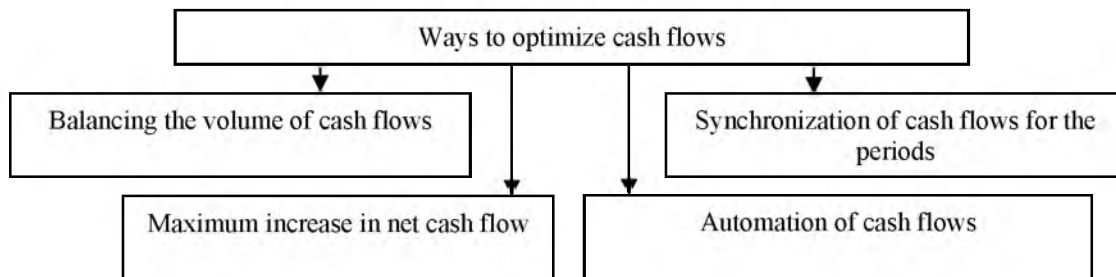 Ways to optimize cash flows
Balancing the volume of cash flows
Synchronization of cash flows for the
periods
Maximum increase in net cash flow
Automation of cash flows